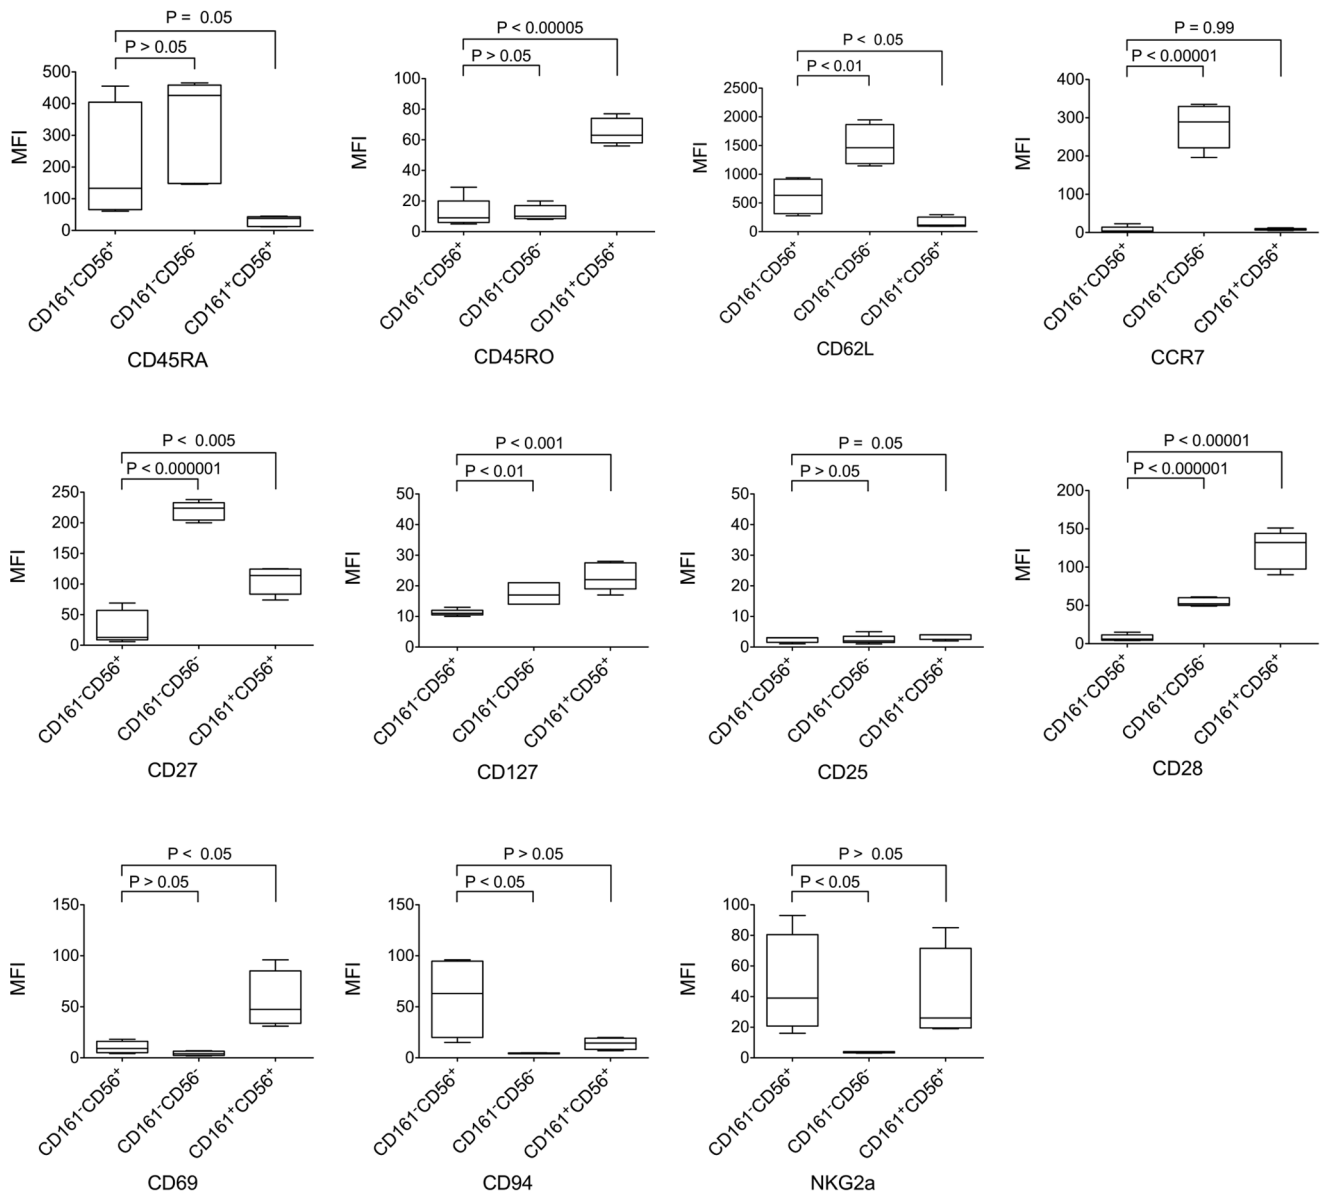 P = 0.05
P > 0.05
MFI
500
400
300
200
100
0
CD161⁻CD56⁺
CD161⁻CD56⁻
CD161⁺CD56⁺
CD45RA
P < 0.00005
P > 0.05
MFI
100
80
60
40
20
0
CD161⁻CD56⁺
CD161⁻CD56⁻
CD161⁺CD56⁺
CD45RO
P < 0.05
P < 0.01
MFI
2500
2000
1500
1000
500
0
CD161⁻CD56⁺
CD161⁻CD56⁻
CD161⁺CD56⁺
CD62L
P = 0.99
P < 0.00001
MFI
400
300
200
100
0
CD161⁻CD56⁺
CD161⁻CD56⁻
CD161⁺CD56⁺
CCR7
P < 0.005
P < 0.000001
MFI
250
200
150
100
50
0
CD161⁻CD56⁺
CD161⁻CD56⁻
CD161⁺CD56⁺
CD27
P < 0.001
P < 0.01
MFI
50
40
30
20
10
0
CD161⁻CD56⁺
CD161⁻CD56⁻
CD161⁺CD56⁺
CD127
P = 0.05
P > 0.05
MFI
50
40
30
20
10
0
CD161⁻CD56⁺
CD161⁻CD56⁻
CD161⁺CD56⁺
CD25
P < 0.00001
P < 0.000001
MFI
200
150
100
50
0
CD161⁻CD56⁺
CD161⁻CD56⁻
CD161⁺CD56⁺
CD28
P < 0.05
P > 0.05
MFI
150
100
50
0
CD161⁻CD56⁺
CD161⁻CD56⁻
CD161⁺CD56⁺
CD69
P > 0.05
P < 0.05
MFI
150
100
50
0
CD161⁻CD56⁺
CD161⁻CD56⁻
CD161⁺CD56⁺
CD94
P > 0.05
P < 0.05
MFI
100
80
60
40
20
0
CD161⁻CD56⁺
CD161⁻CD56⁻
CD161⁺CD56⁺
NKG2a